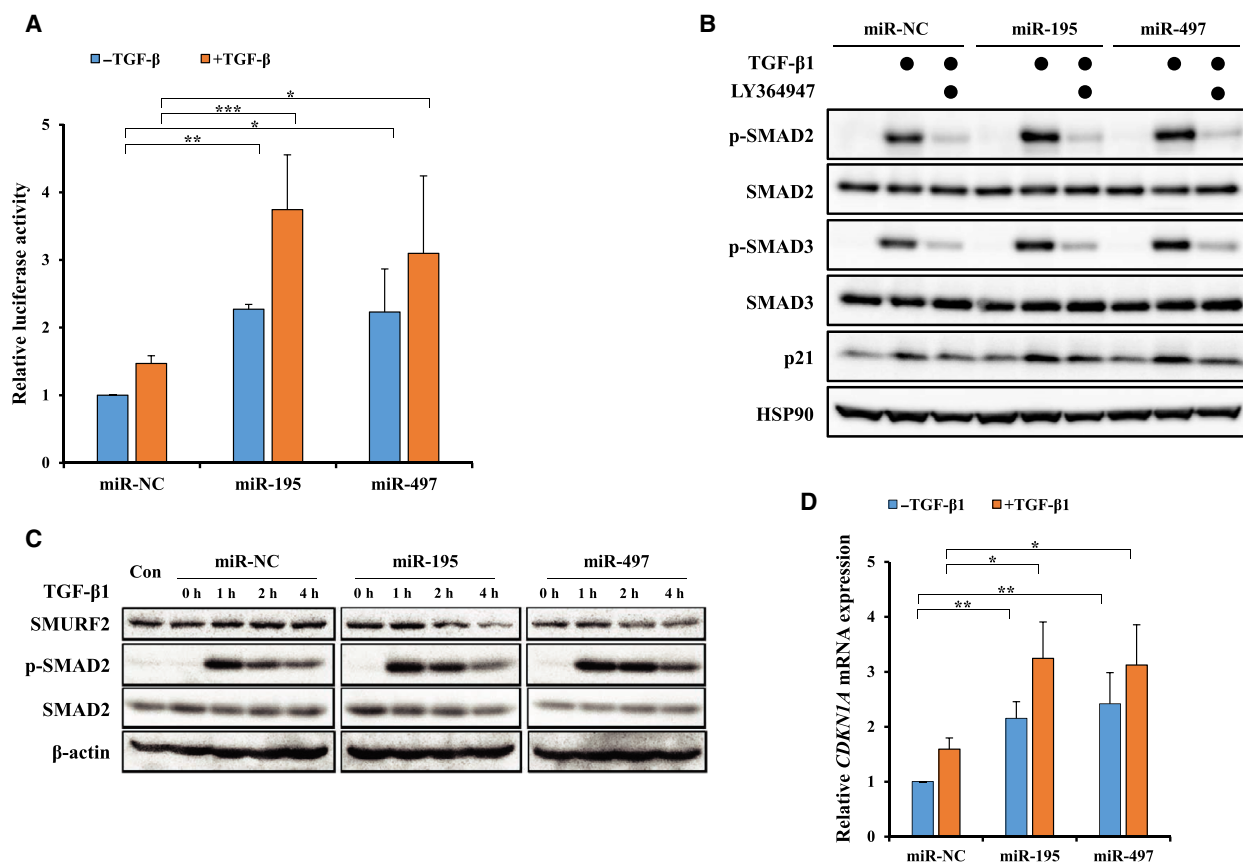 A
–TGF-β +TGF-β
* 
***
*
**
Relative luciferase activity
5
4
3
2
1
0
miR-NC miR-195 miR-497
B
miR-NC miR-195 miR-497
TGF-β1
LY364947
p-SMAD2
SMAD2
p-SMAD3
SMAD3
p21
HSP90
C
Con miR-NC miR-195 miR-497
TGF-β1 0 h 1 h 2 h 4 h 0 h 1 h 2 h 4 h 0 h 1 h 2 h 4 h
SMURF2
p-SMAD2
SMAD2
β-actin
D
–TGF-β1 +TGF-β1
*
*
**
**
Relative CDKN1A mRNA expression
5
4
3
2
1
0
miR-NC miR-195 miR-497